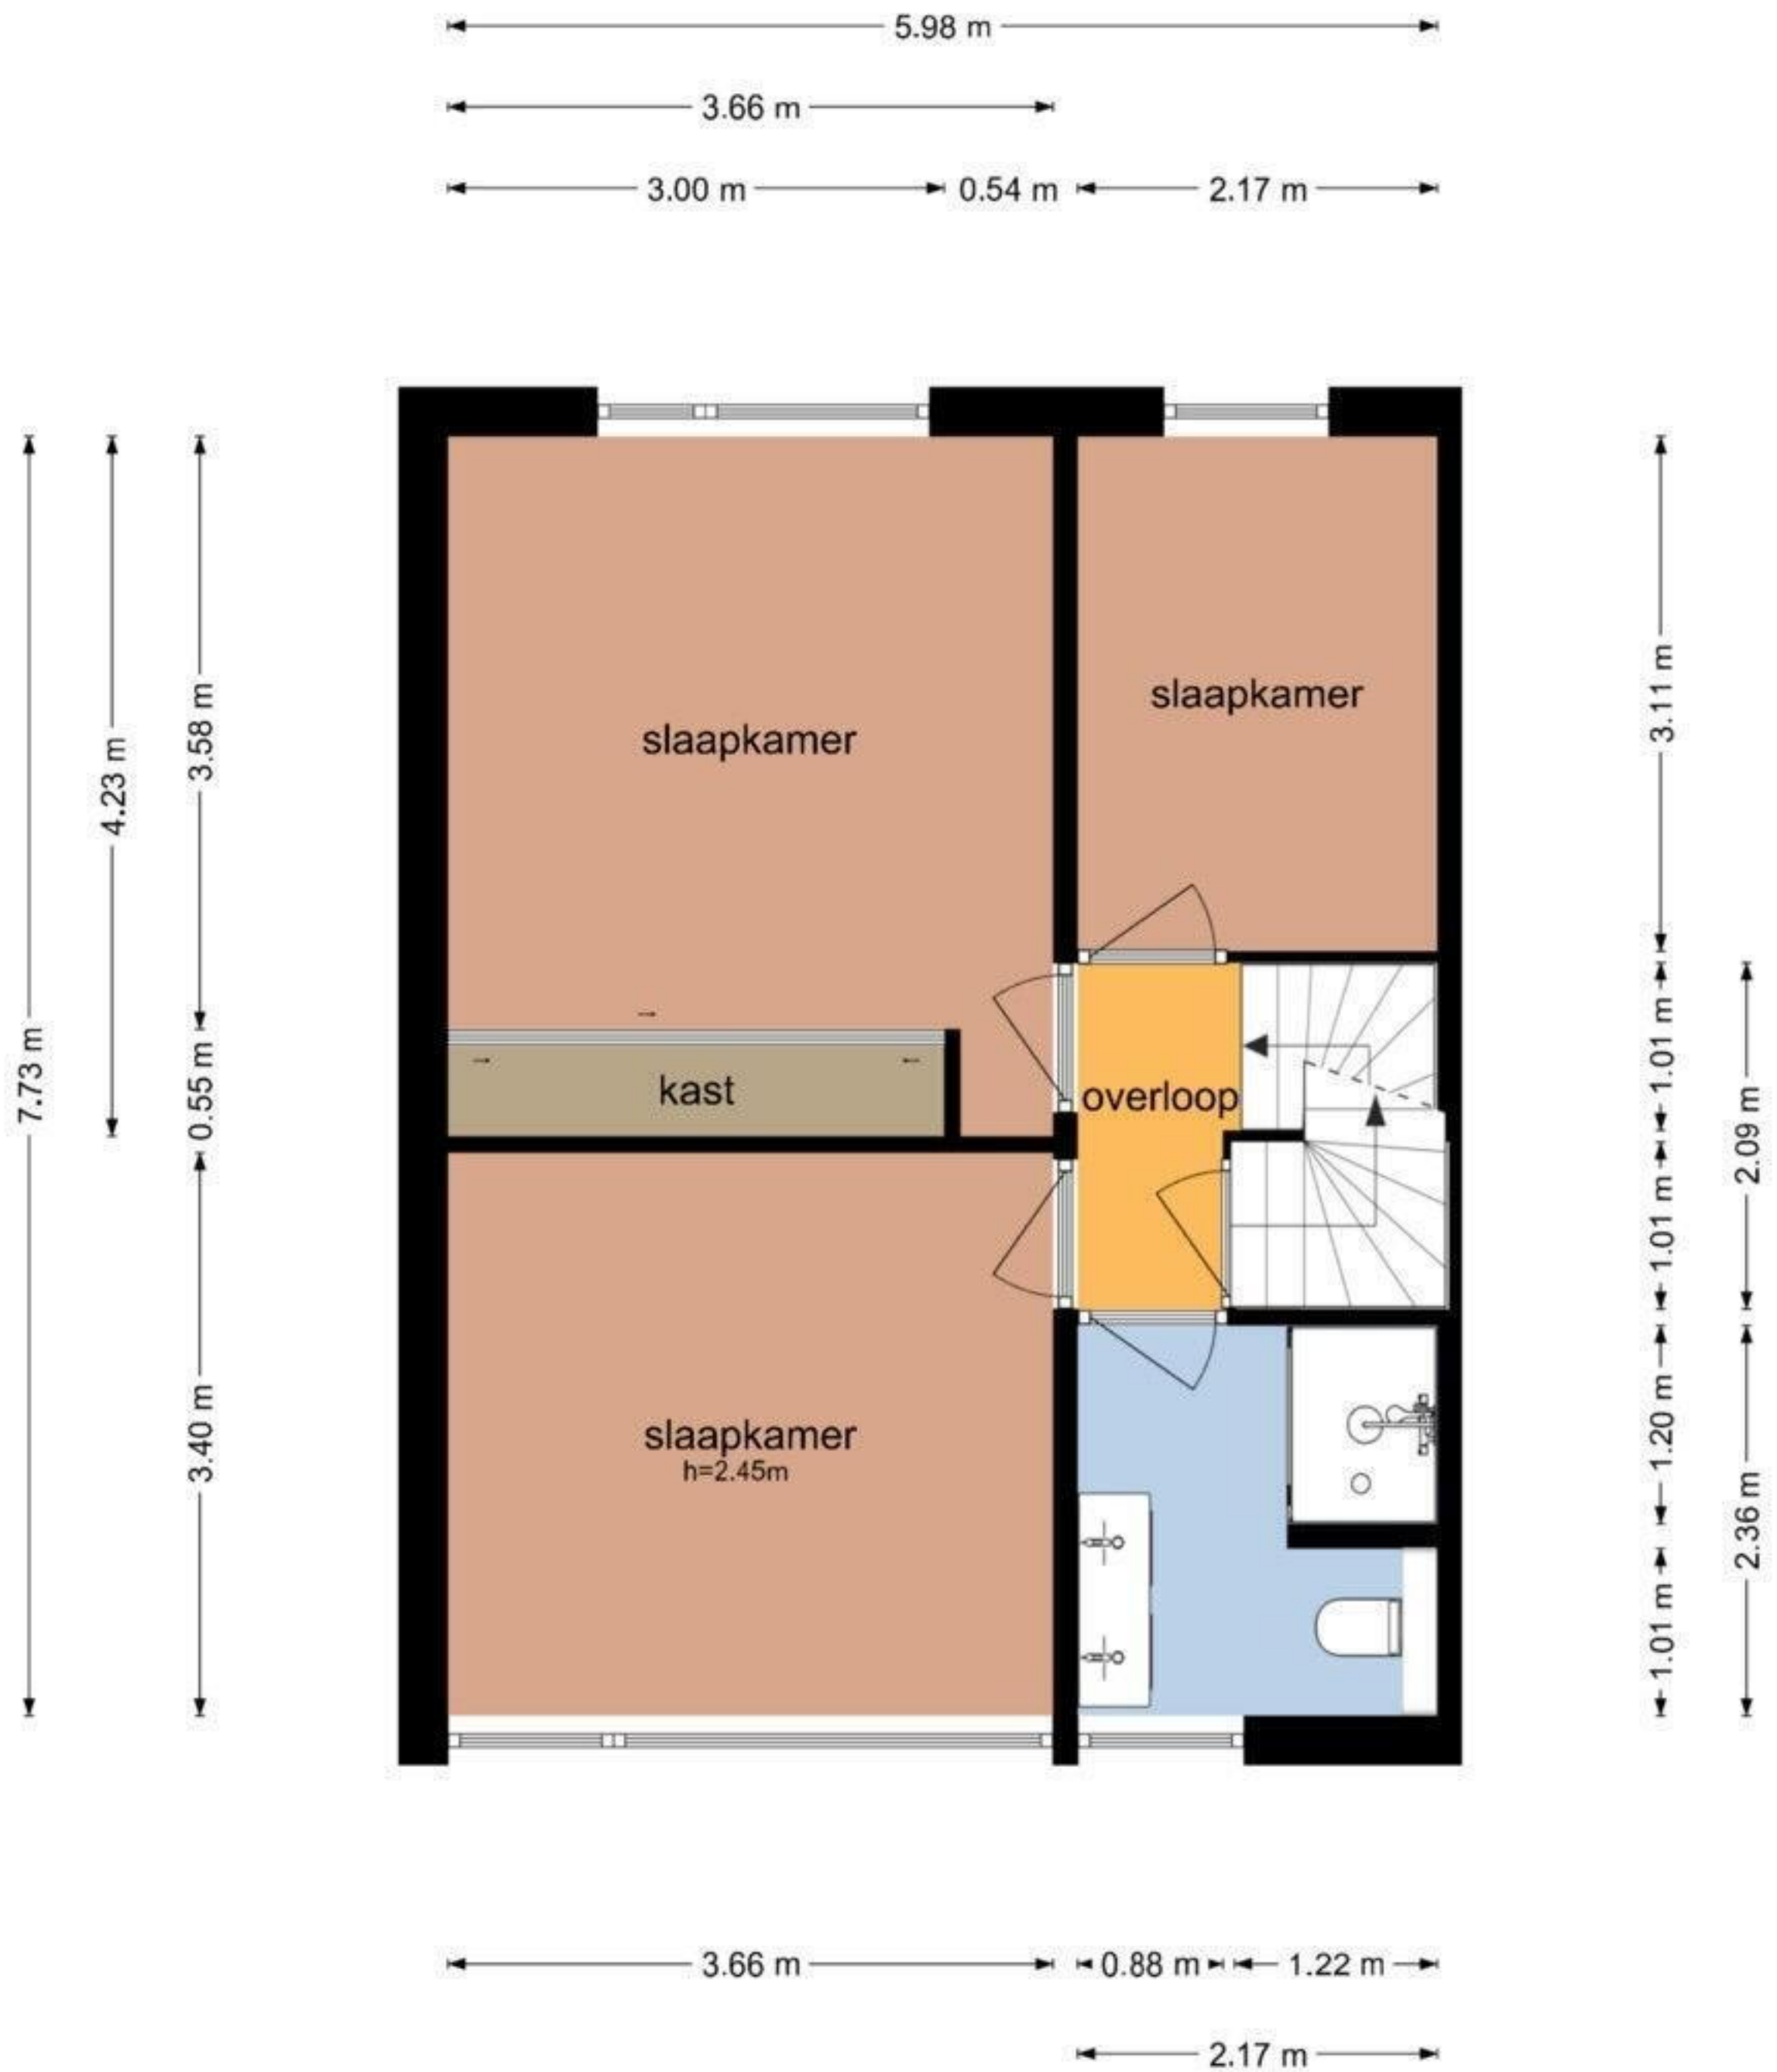 5.98 m
3.66 m
3.00 m 0.54 m 2.17 m
7.73 m
4.23 m
3.58 m
0.55 m
3.40 m
slaapkamer
slaapkamer
kast
overloop
slaapkamer
h=2.45m
3.11 m
1.01 m
1.01 m
1.20 m
1.01 m
2.09 m
2.36 m
3.66 m 0.88 m 1.22 m
2.17 m